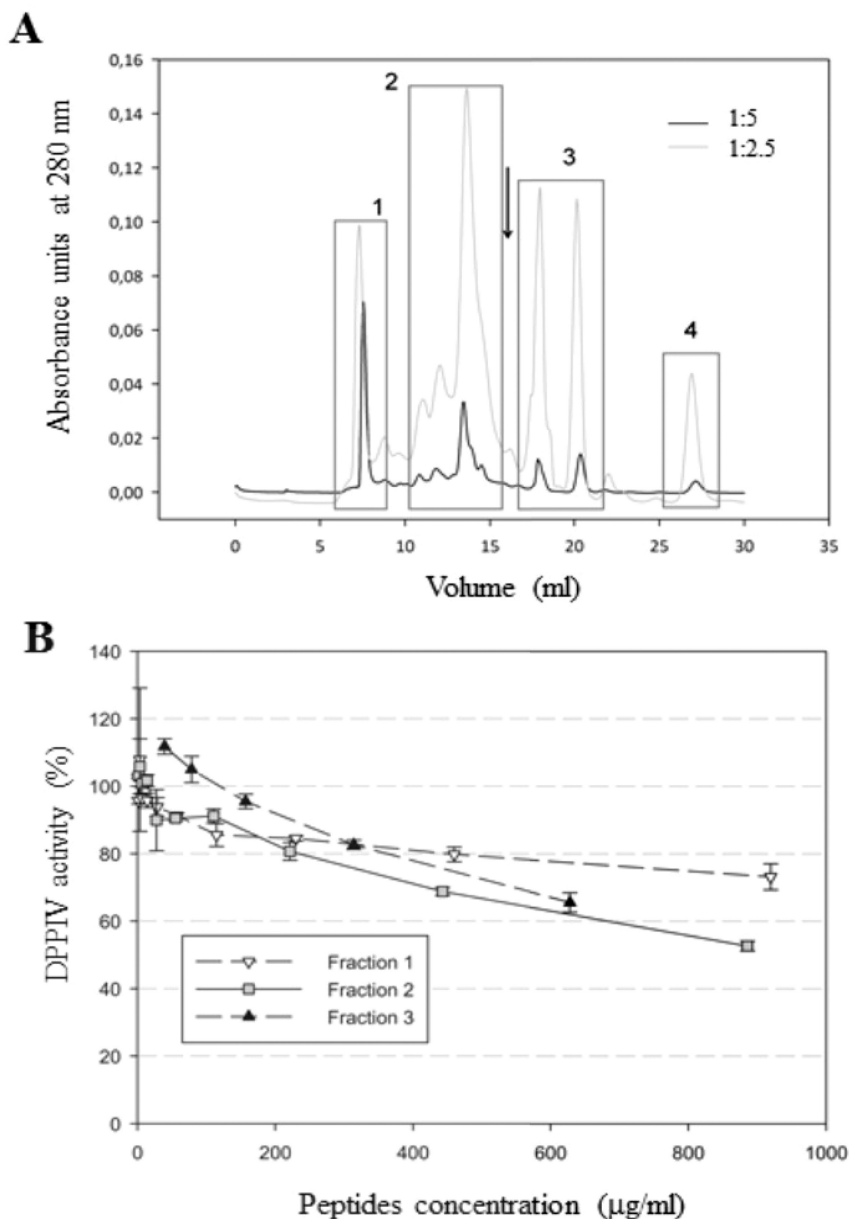 A
0,16
0,14
0,12
0,10
0,08
0,06
0,04
0,02
0,00
Absorbance units at 280 nm
1
2
3
4
1:5
1:2.5
0 5 10 15 20 25 30 35
Volume (ml)
B
140
120
100
80
60
40
20
0
DPPIV activity (%)
Fraction 1
Fraction 2
Fraction 3
0 200 400 600 800 1000
Peptides concentration (μg/ml)